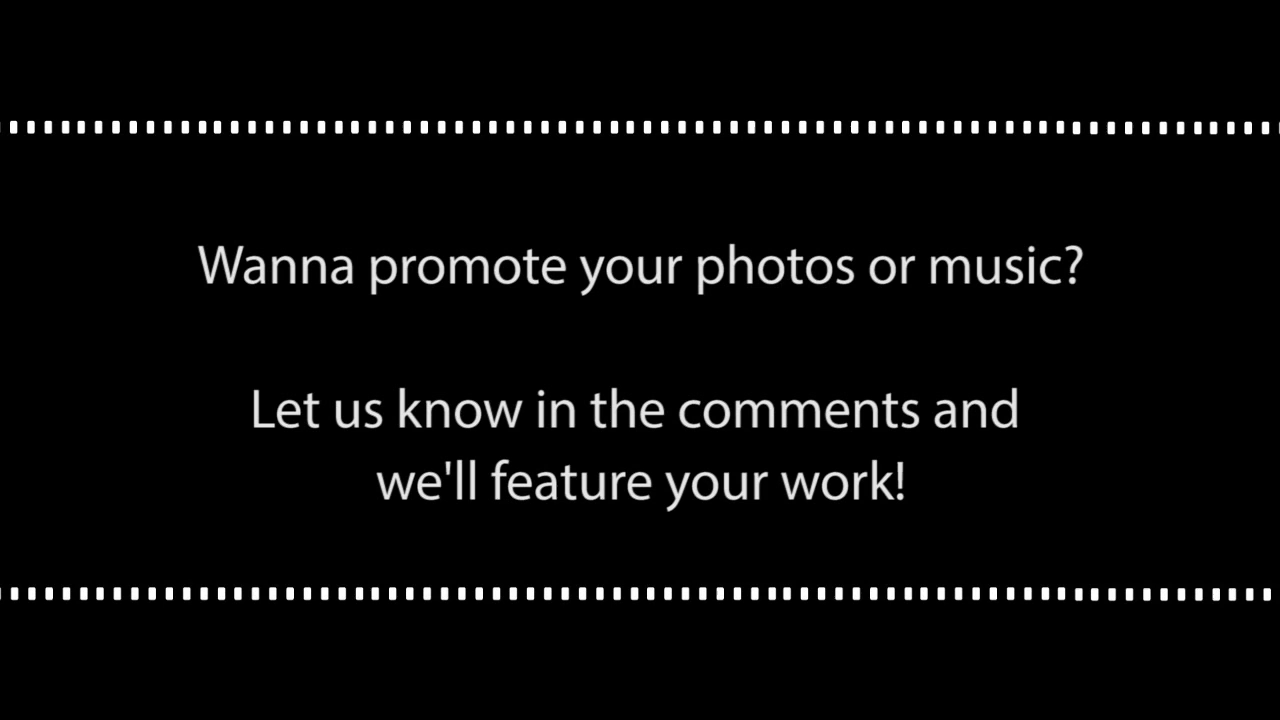 Wanna promote your photos or music?
Let us know in the comments and
we'll feature your work!